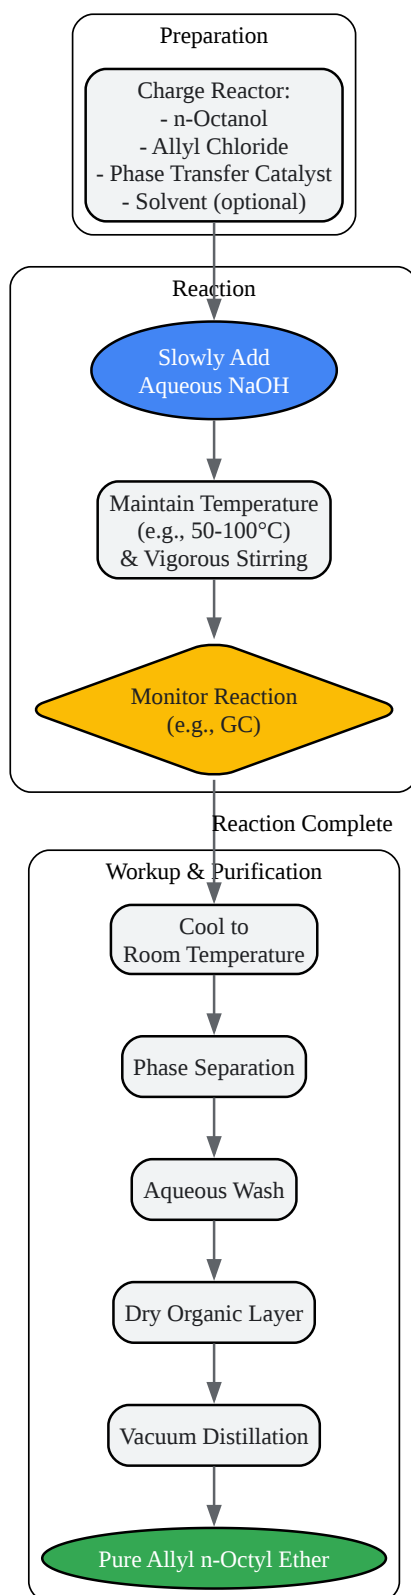 Preparation
Charge Reactor:
- n-Octanol
- Allyl Chloride
- Phase Transfer Catalyst
- Solvent (optional)
Reaction
Slowly Add
Aqueous NaOH
Maintain Temperature
(e.g., 50-100°C)
& Vigorous Stirring
Monitor Reaction
(e.g., GC)
Reaction Complete
Workup & Purification
Cool to
Room Temperature
Phase Separation
Aqueous Wash
Dry Organic Layer
Vacuum Distillation
Pure Allyl n-Octyl Ether